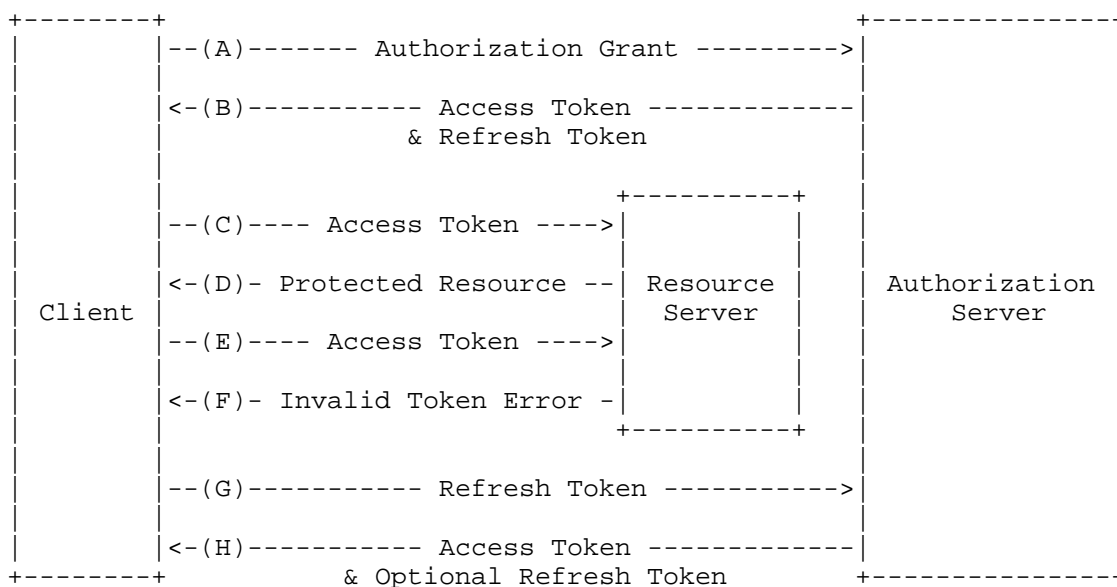 +--------+                                           +---------------
|        |--(A)------- Authorization Grant --------->|
|        |                                           |
|        |<-(B)----------- Access Token -------------|
|        |               & Refresh Token             |
|        |                                           |
|        |                            +----------+   |
|        |--(C)---- Access Token ---->|          |   |
|        |                            |          |   |
|        |<-(D)- Protected Resource --| Resource |   | Authorization
| Client |                            |  Server  |   |     Server
|        |--(E)---- Access Token ---->|          |   |
|        |                            |          |   |
|        |<-(F)- Invalid Token Error -|          |   |
|        |                            +----------+   |
|        |                                           |
|        |--(G)----------- Refresh Token ----------->|
|        |                                           |
|        |<-(H)----------- Access Token -------------|
+--------+           & Optional Refresh Token        +---------------